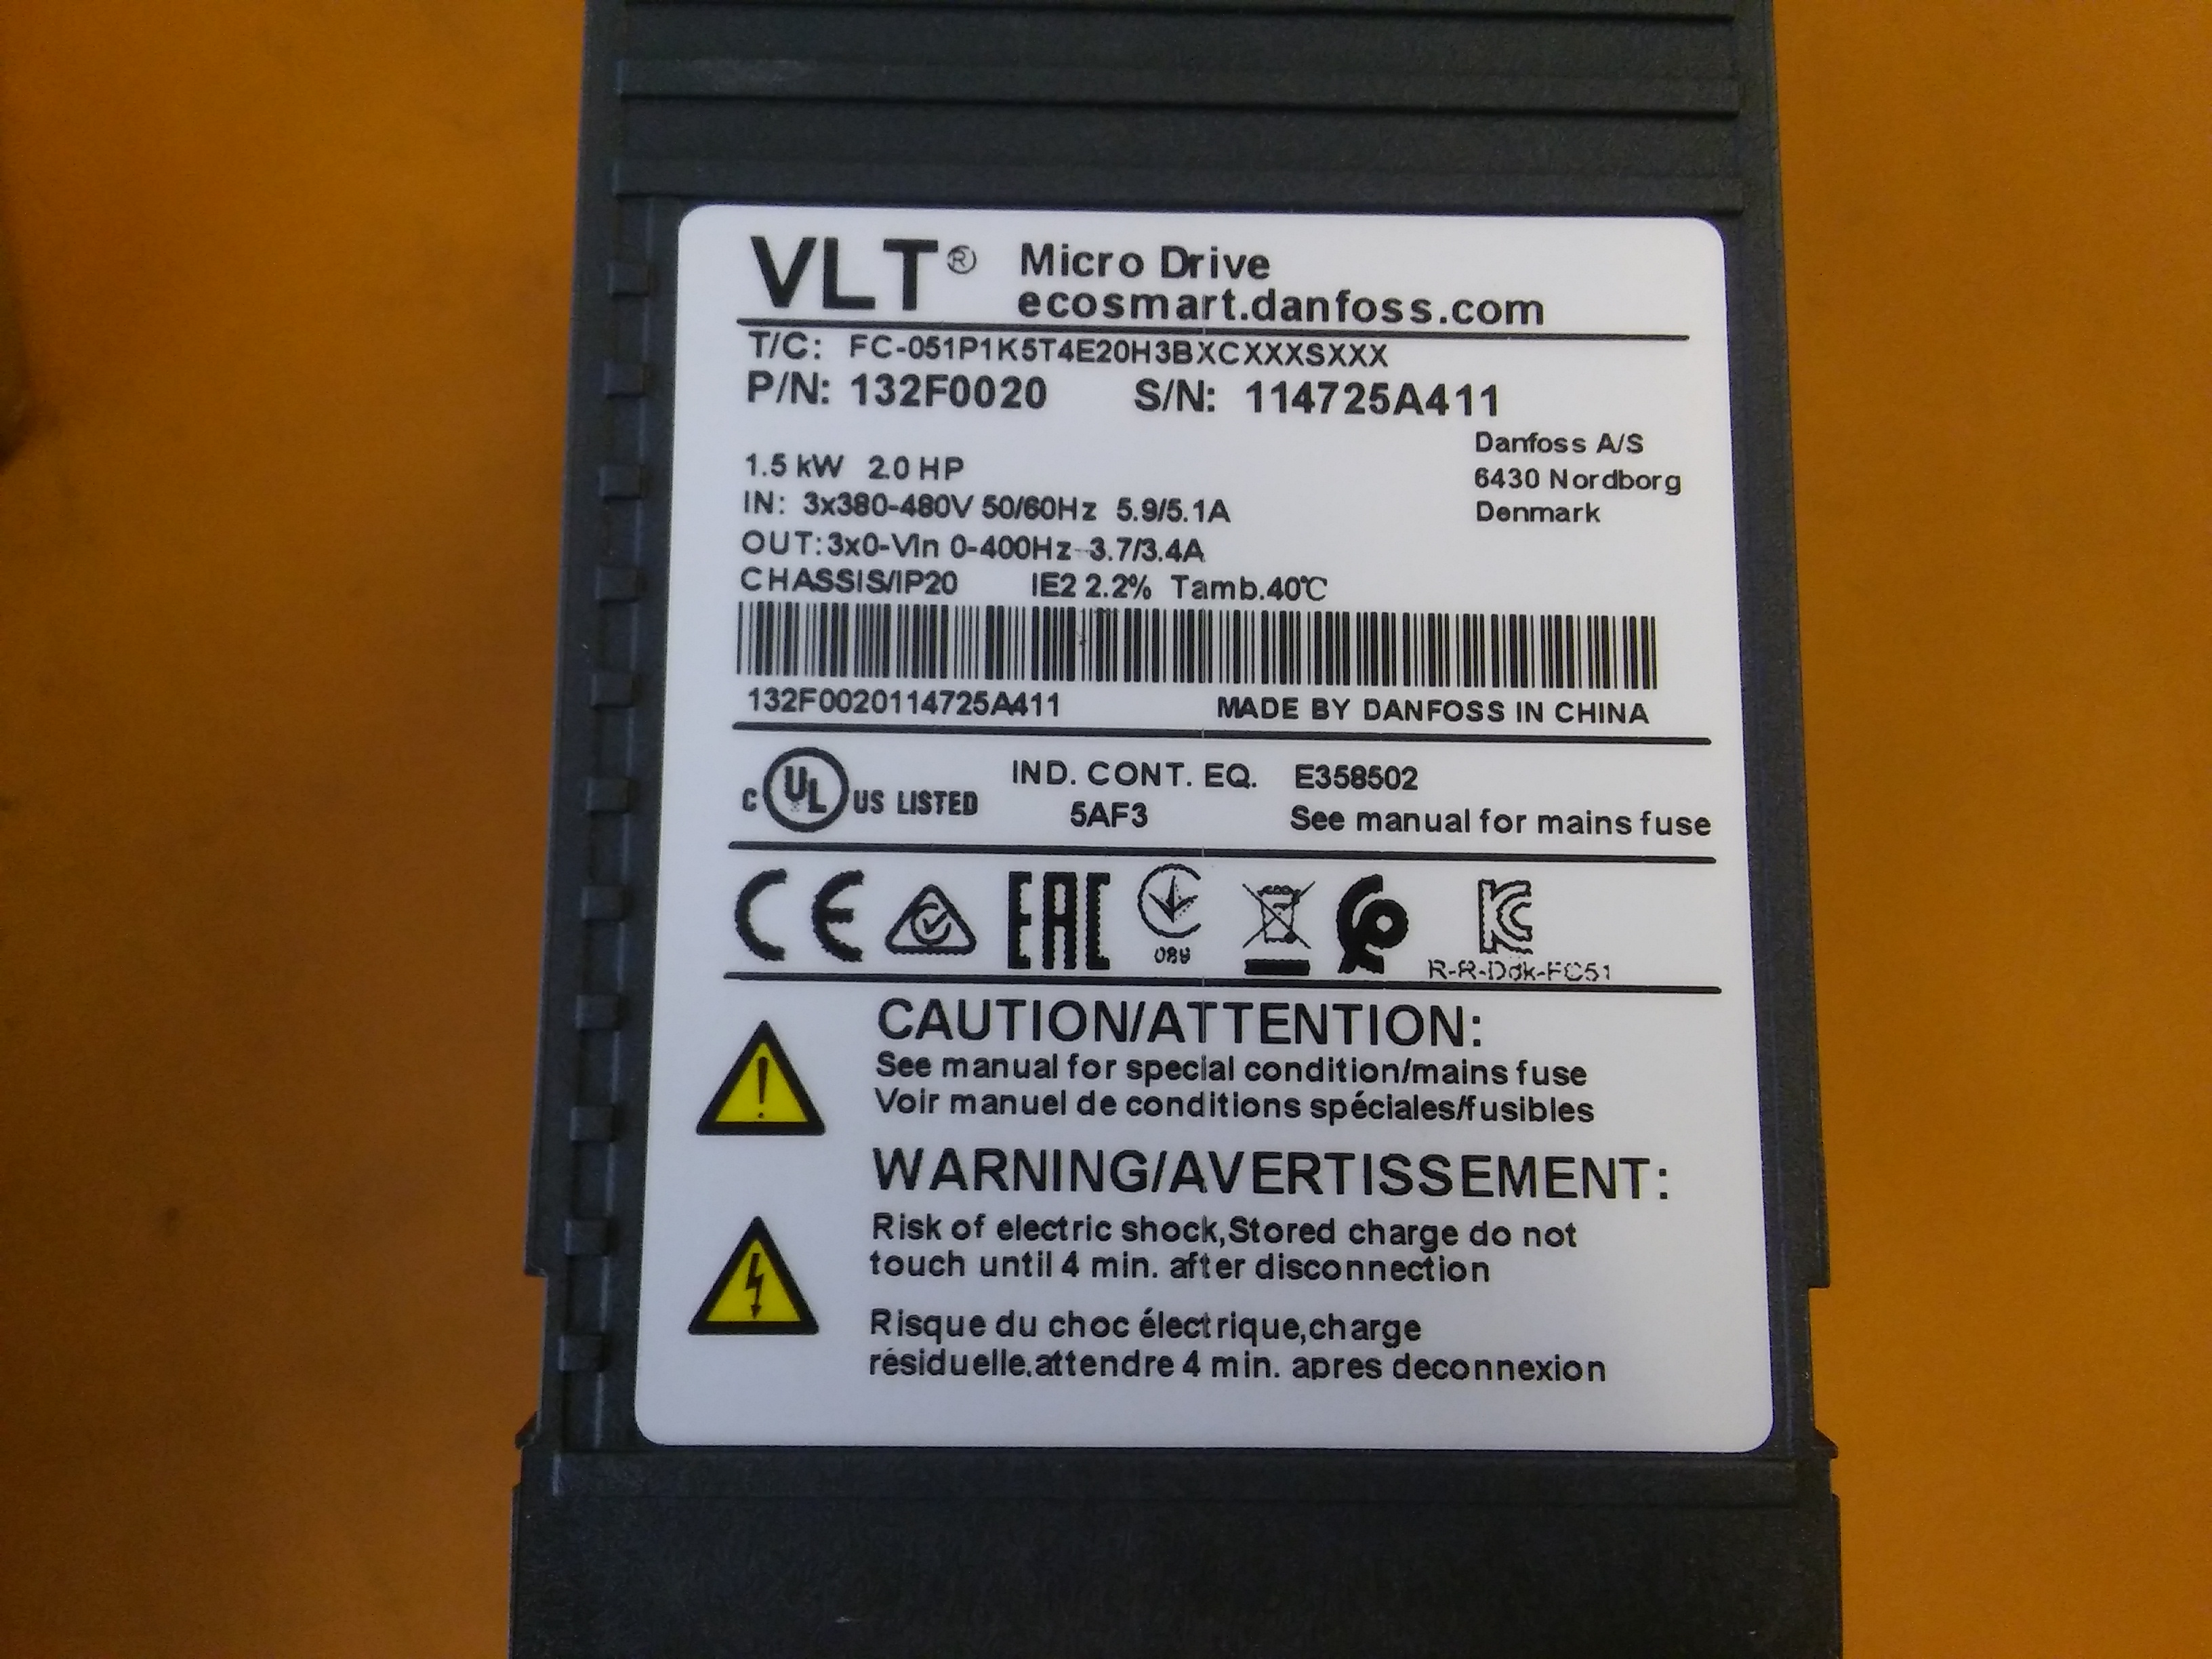 VLT® Micro Drive
ecosmart.danfoss.com
T/C: FC-051P1K5T4E20H3BXCXXXSXXX
P/N: 132F0020 S/N: 114725A411
Danfoss A/S
6430 Nordborg
Denmark
1.5 kW 2.0 HP
IN: 3x380-480V 50/60Hz 5.9/5.1A
OUT:3x0-Vin 0-400Hz 3.7/3.4A
CHASSIS/IP20 IE2 2.2% Tamb.40℃
132F0020114725A411 MADE BY DANFOSS IN CHINA
C UL US LISTED IND. CONT. EQ. E358502
5AF3 See manual for mains fuse
CE EAC 089 KC
R-R-Ddk-FC51
CAUTION/ATTENTION:
See manual for special condition/mains fuse
Voir manuel de conditions spéciales/fusibles
WARNING/AVERTISSEMENT:
Risk of electric shock,Stored charge do not
touch until 4 min. after disconnection
Risque du choc électrique,charge
résiduelle.attendre 4 min. apres deconnexion